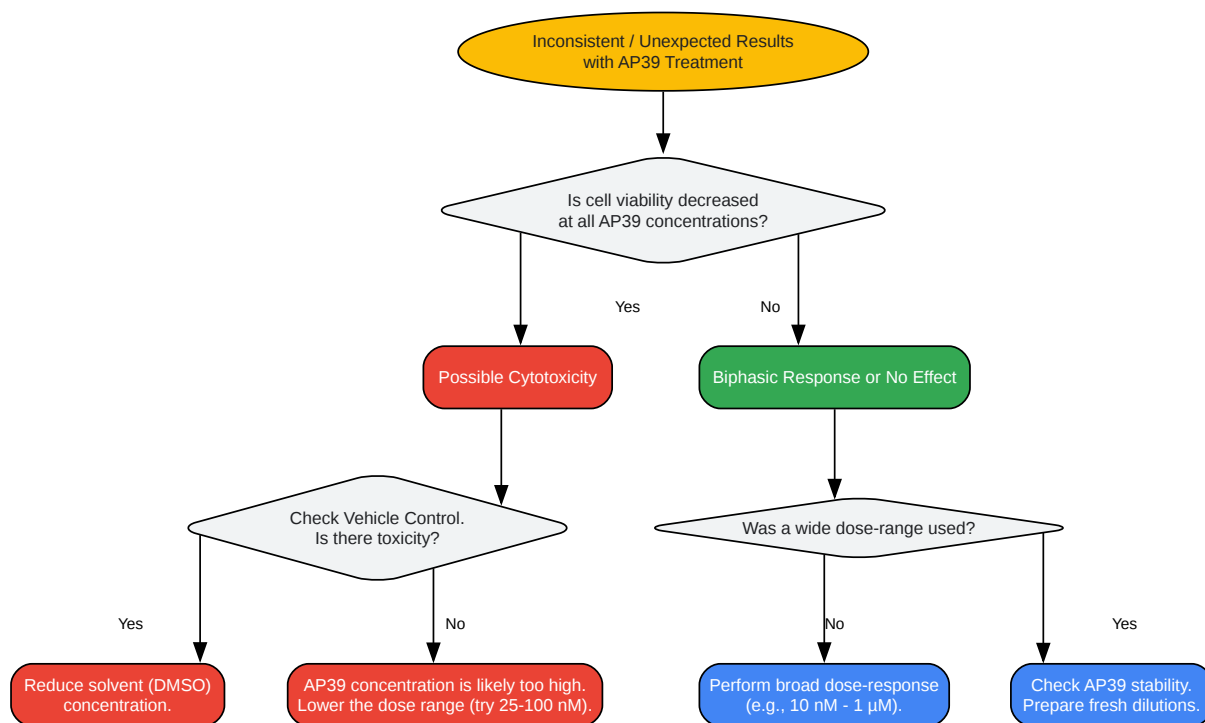 Inconsistent / Unexpected Results
with AP39 Treatment
Is cell viability decreased
at all AP39 concentrations?
Yes
No
Possible Cytotoxicity
Biphasic Response or No Effect
Check Vehicle Control.
Is there toxicity?
Was a wide dose-range used?
Yes
No
No
Yes
Reduce solvent (DMSO)
concentration.
AP39 concentration is likely too high.
Lower the dose range (try 25-100 nM).
Perform broad dose-response
(e.g., 10 nM - 1 µM).
Check AP39 stability.
Prepare fresh dilutions.